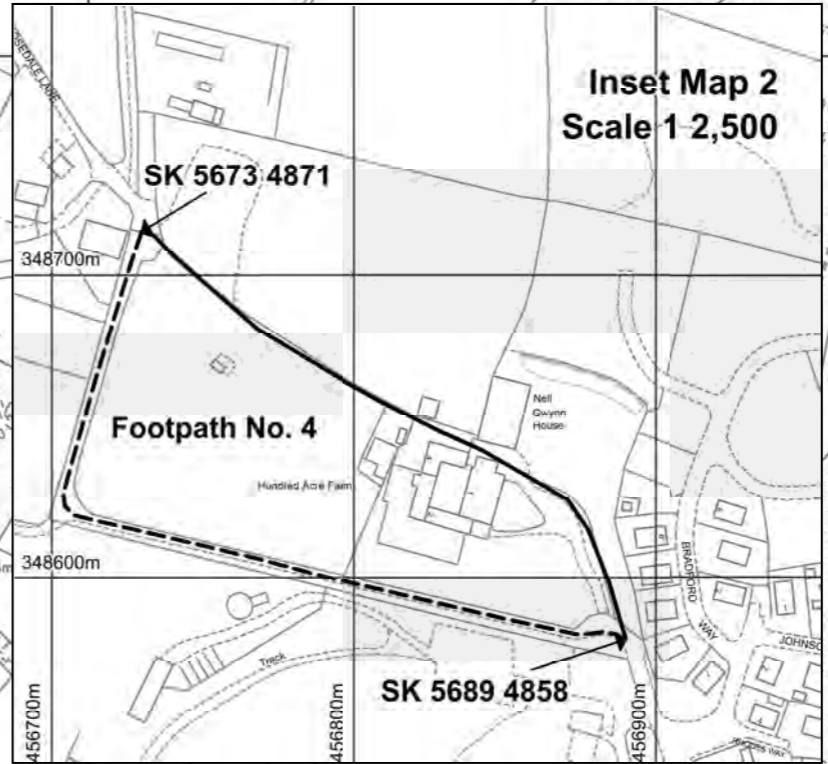 Inset Map 2
Scale 1 2,500
SK 5673 4871
348700m
Nell
Gwynn
House
Footpath No. 4
Hundred Acre Farm
348600m
BRADFORD
WAY
Track
SK 5689 4858
456700m
456800m
456900m